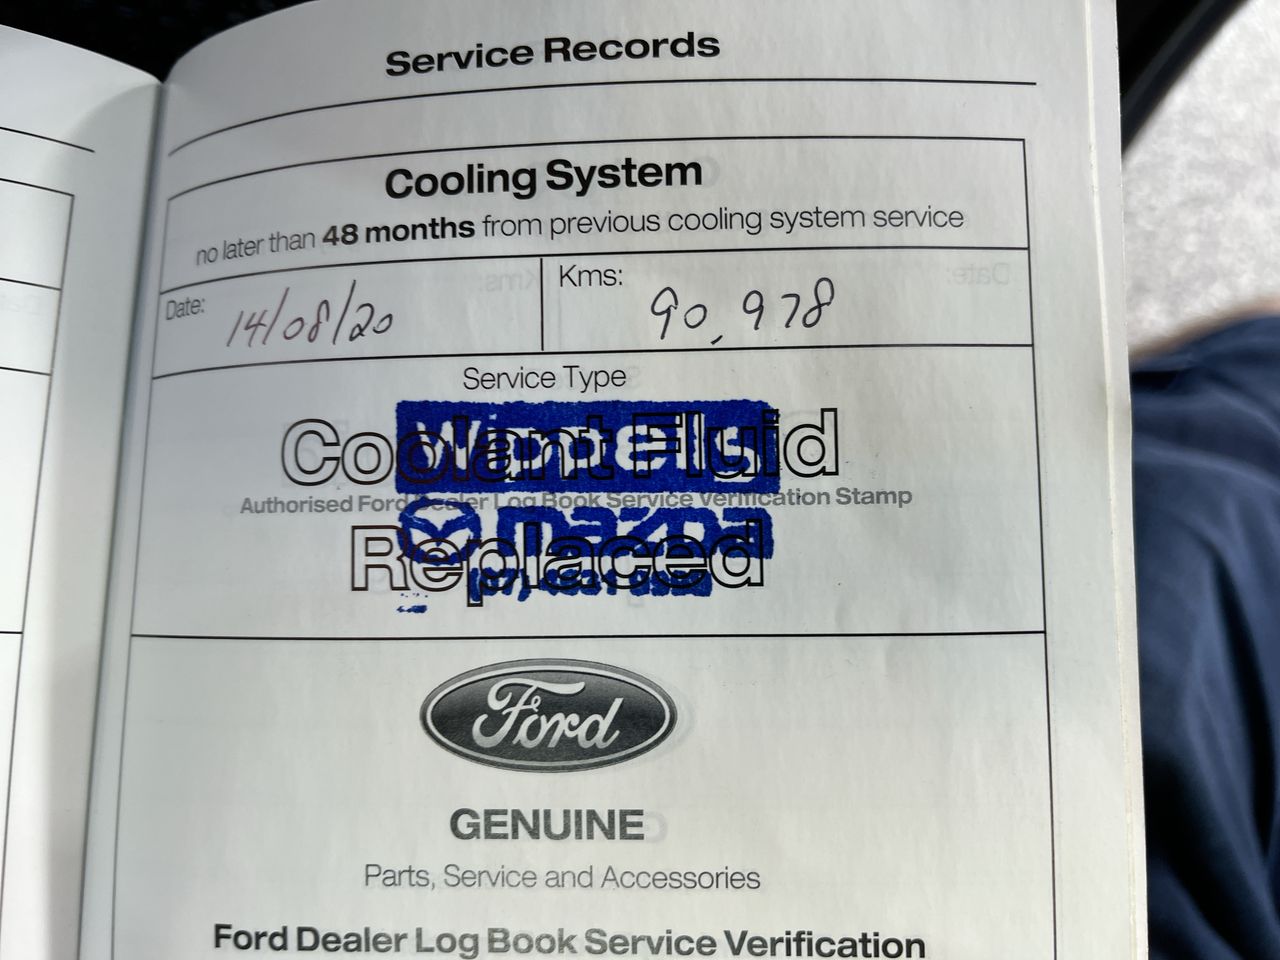 Service Records
Cooling System
no later than 48 months from previous cooling system service
Date: 14/08/20
Kms: 90,978
Service Type
Coolant Fluid
Authorised Ford Dealer Log Book Service Verification Stamp
mazda
Replaced
Ford
GENUINE
Parts, Service and Accessories
Ford Dealer Log Book Service Verification